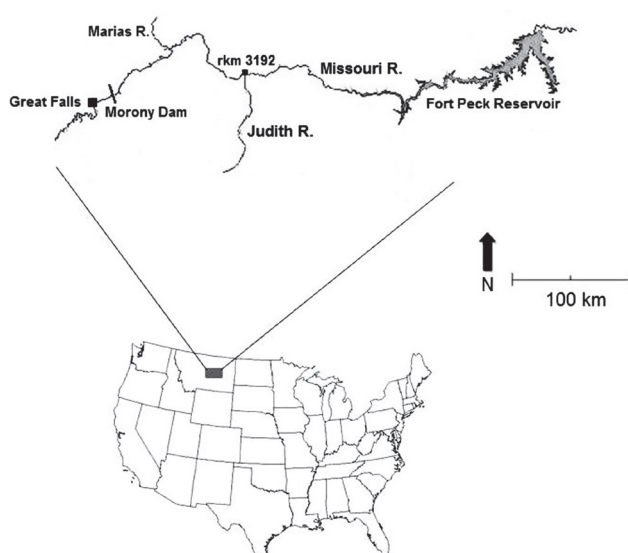 Marias R.
rkm 3192
Missouri R.
Great Falls
Morony Dam
Fort Peck Reservoir
Judith R.
N
100 km